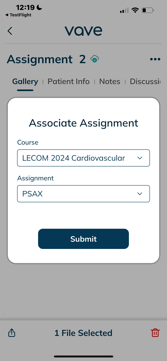 12:19
TestFlight
vave
Assignment 2
Gallery | Patient Info | Notes | Discussi
Associate Assignment
Course
LECOM 2024 Cardiovascular
Assignment
PSAX
Submit
1 File Selected